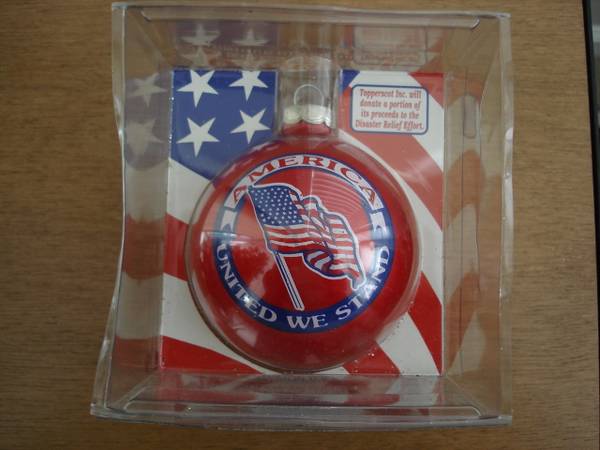 Topperscot Inc. will
donate a portion of
its proceeds to the
Disaster Relief Effort.
AMERICA
UNITED WE STAND